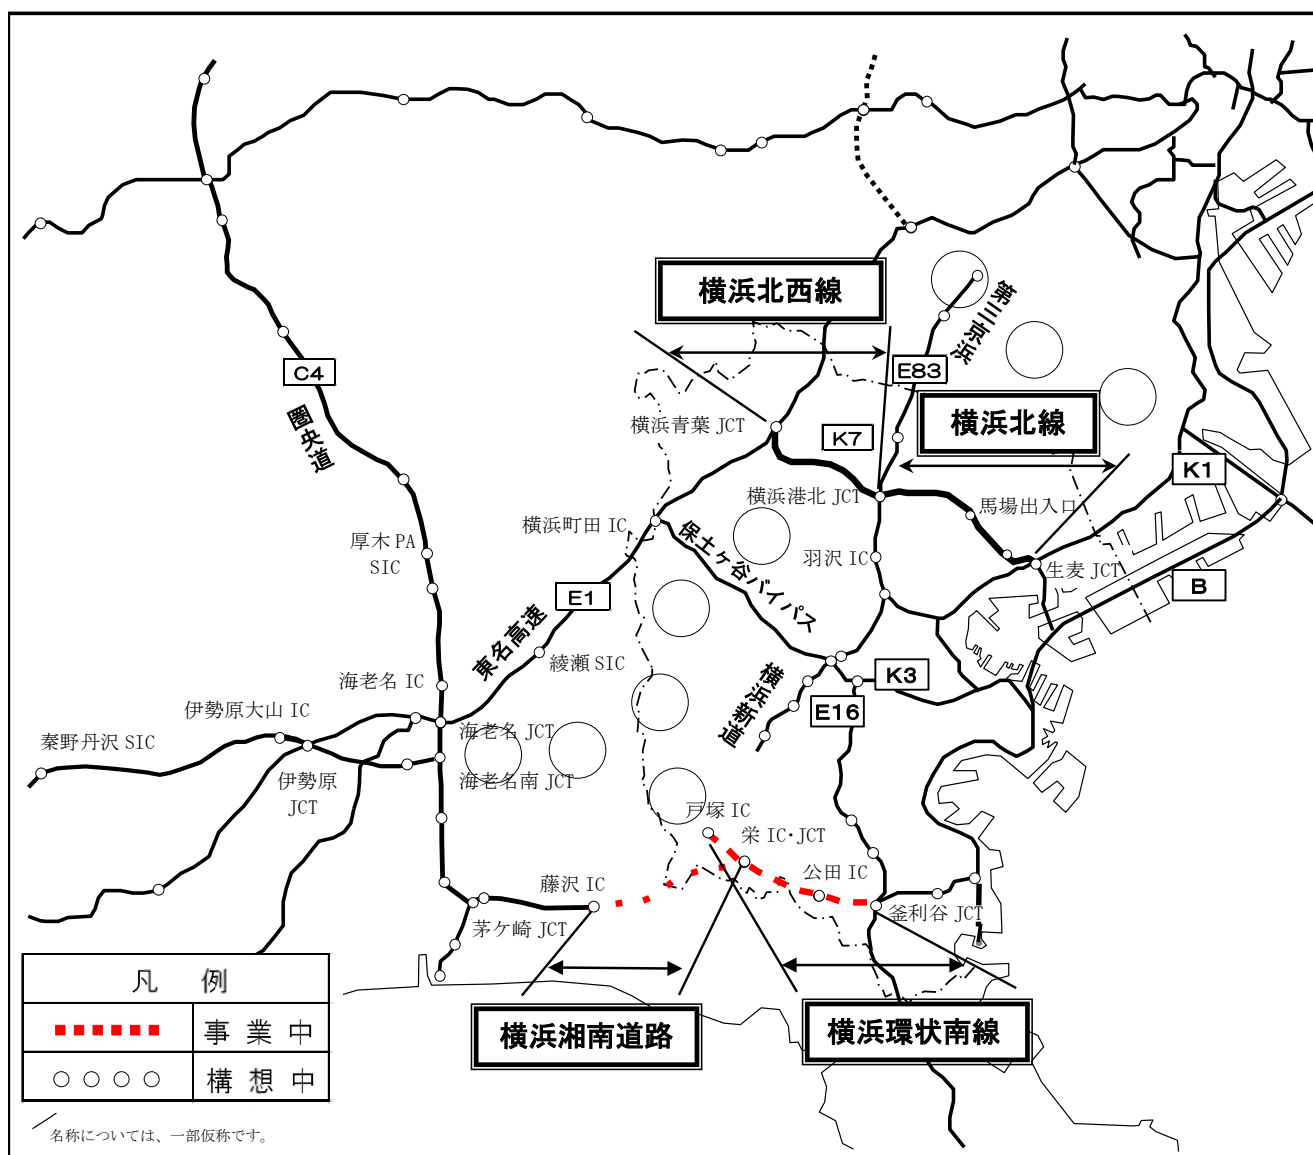 横浜北西線
第三京浜
E83
C4
横浜北線
圏央道
横浜青葉 JCT
K7
K1
横浜港北 JCT
馬場出入口
横浜町田 IC
保土ヶ谷バイパス
厚木 PA
SIC
羽沢 IC
生麦 JCT
E1
B
東名高速
綾瀬 SIC
横浜新道
海老名 IC
K3
伊勢原大山 IC
E16
秦野丹沢 SIC
海老名 JCT
海老名南 JCT
伊勢原
JCT
戸塚 IC
栄 IC・JCT
公田 IC
藤沢 IC
釜利谷 JCT
茅ケ崎 JCT
凡 例
事 業 中
構 想 中
横浜湘南道路
横浜環状南線
名称については、一部仮称です。